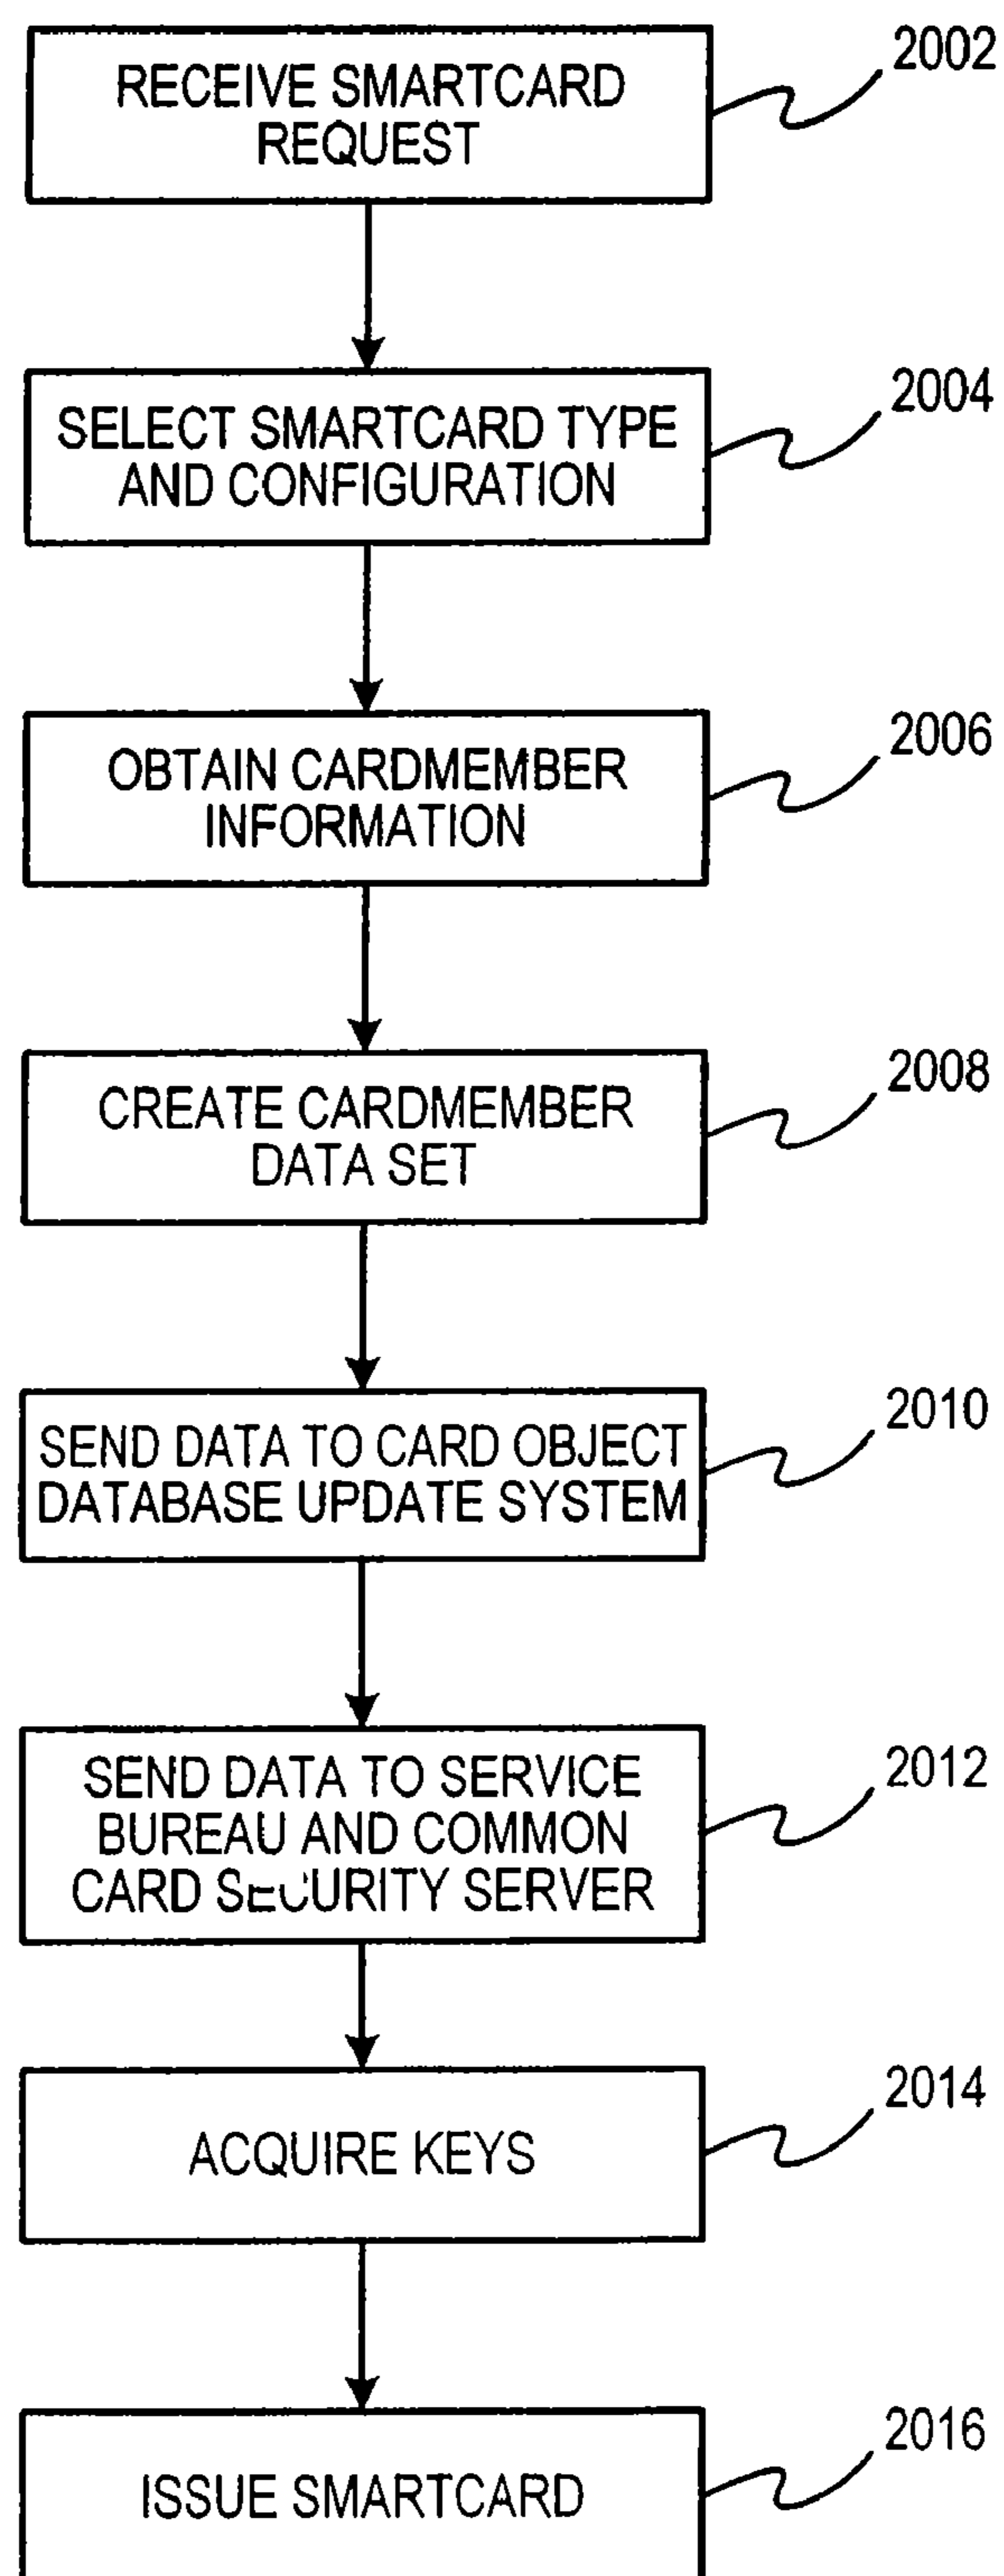 RECEIVE SMARTCARD
REQUEST
2002
SELECT SMARTCARD TYPE
AND CONFIGURATION
2004
OBTAIN CARDMEMBER
INFORMATION
2006
CREATE CARDMEMBER
DATA SET
2008
SEND DATA TO CARD OBJECT
DATABASE UPDATE SYSTEM
2010
SEND DATA TO SERVICE
BUREAU AND COMMON
CARD SECURITY SERVER
2012
ACQUIRE KEYS
2014
ISSUE SMARTCARD
2016